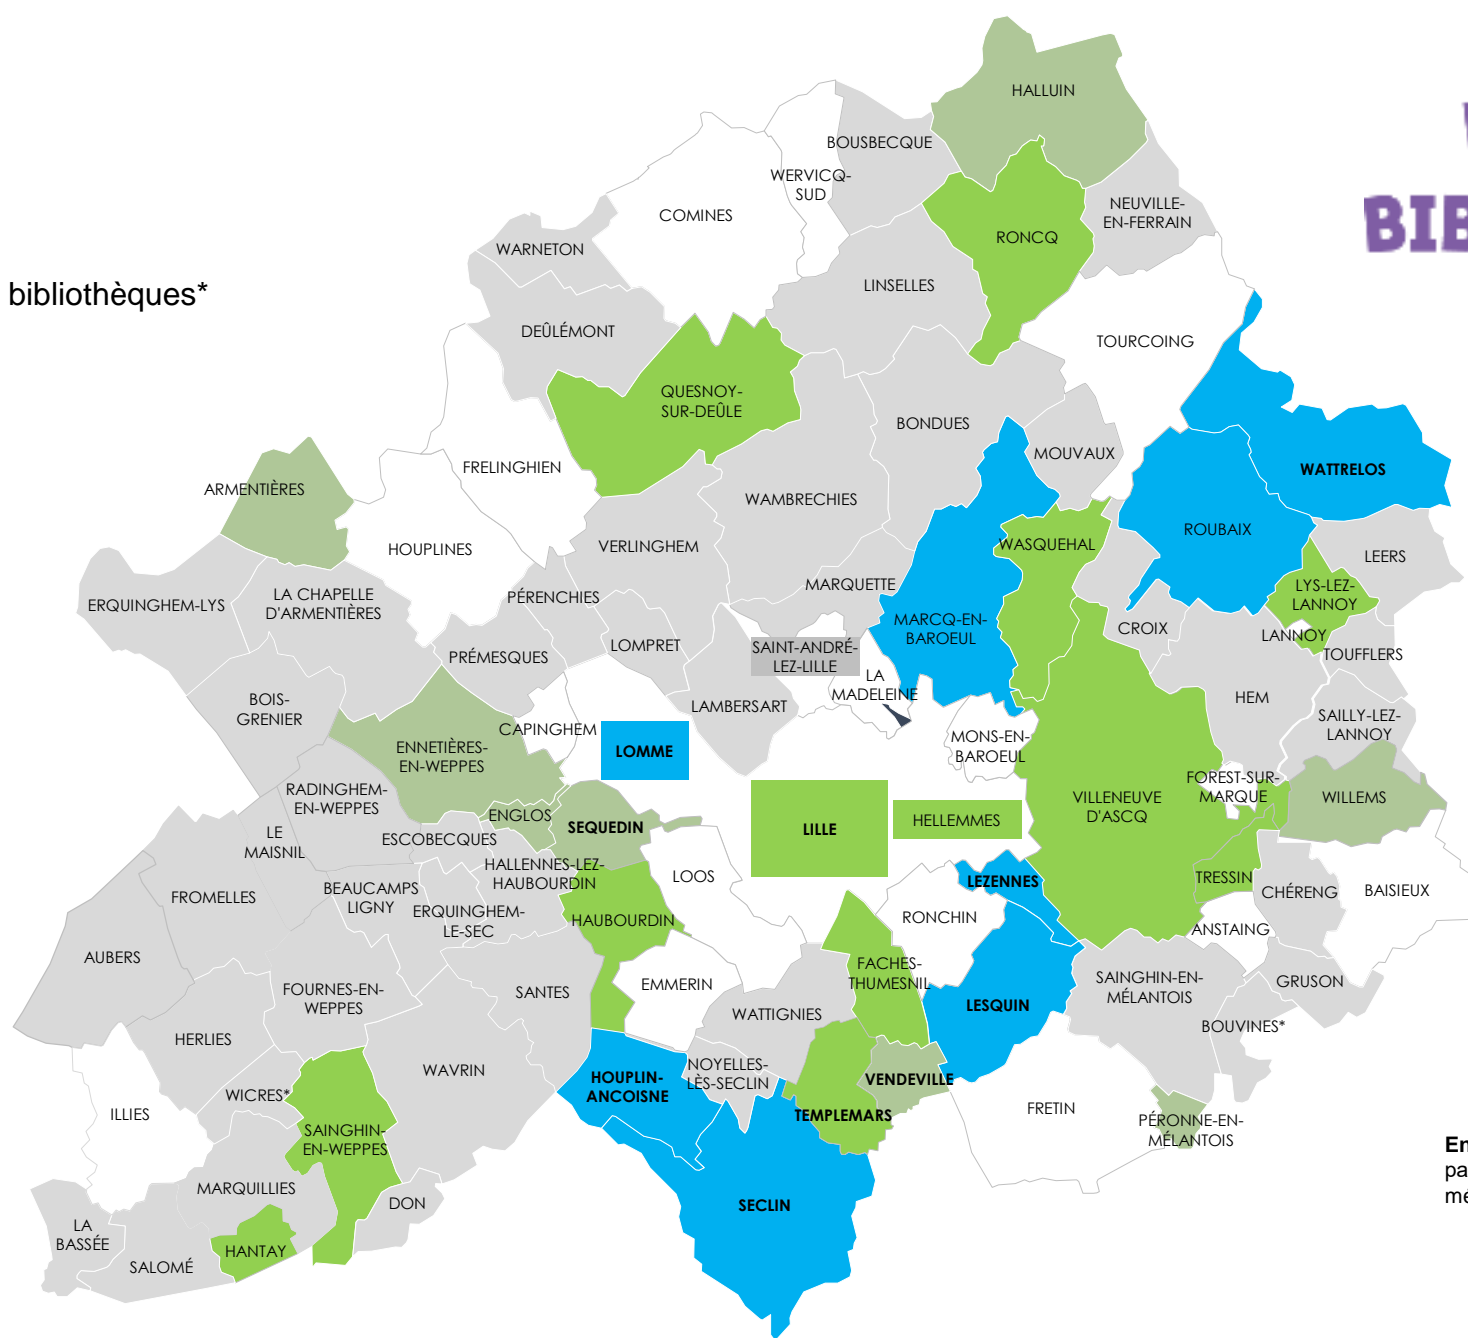 HALLUIN
BOUSBECQUE
WERVICQ-
SUD
COMINES
NEUVILLE-
EN-FERRAIN
BIB
RONCQ
WARNETON
bibliothèques*
LINSELLES
DEÛLÉMONT
TOURCOING
QUESNOY-
SUR-DEÛLE
BONDUES
MOUVAUX
WATTRELOS
FRELINGHIEN
ARMENTIÈRES
WAMBRECHIES
ROUBAIX
HOUPLINES
VERLINGHEM
WASQUEHAL
LEERS
MARQUETTE
LYS-LEZ-
LANNOY
ERQUINGHEM-LYS
LA CHAPELLE
D'ARMENTIÈRES
PÉRENCHIES
MARCQ-EN-
BAROEUL
CROIX
LANNOY
TOUFFLERS
PRÉMESQUES
LOMPRET
SAINT-ANDRÉ-
LEZ-LILLE
LA
MADELEINE
HEM
BOIS-
GRENIER
LAMBERSART
SAILLY-LEZ-
LANNOY
CAPINGHEM
MONS-EN-
BAROEUL
ENNETIÈRES-
EN-WEPPES
LOMME
FOREST-SUR-
MARQUE
RADINGHEM-
EN-WEPPES
WILLEMS
VILLENEUVE
D'ASCQ
ENGLOS
SEQUEDIN
LILLE
HELLEMMES
LE
MAISNIL
ESCOBECQUES
HALLENNES-LEZ-
HAUBOURDIN
LOOS
LEZENNES
TRESSIN
FROMELLES
BEAUCAMPS
LIGNY
ERQUINGHEM-
LE-SEC
HAUBOURDIN
RONCHIN
CHÉRENG
BAISIEUX
ANSTAING
AUBERS
FACHES-
THUMESNIL
EMMERIN
SAINGHIN-EN-
MÉLANTOIS
GRUSON
FOURNES-EN-
WEPPES
SANTES
WATTIGNIES
LESQUIN
BOUVINES*
HERLIES
WAVRIN
NOYELLES-
LÈS-SECLIN
HOUPLIN-
ANCOISNE
VENDEVILLE
WICRES*
ILLIES
TEMPLEMARS
FRETIN
PÉRONNE-EN-
MÉLANTOIS
SAINGHIN-
EN-WEPPES
En
pa
mé
MARQUILLIES
DON
SECLIN
LA
BASSÉE
HANTAY
SALOMÉ